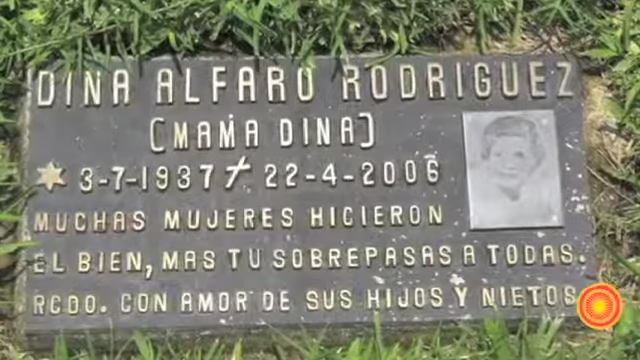 DINA ALFARO RODRIGUEZ
[MAMA DINA]
3-7-1937 22-4-2006
MUCHAS MUJERES HICIERON
EL BIEN, MAS TU SOBREPASAS A TODAS.
RCDO. CON AMOR DE SUS HIJOS Y NIETOS